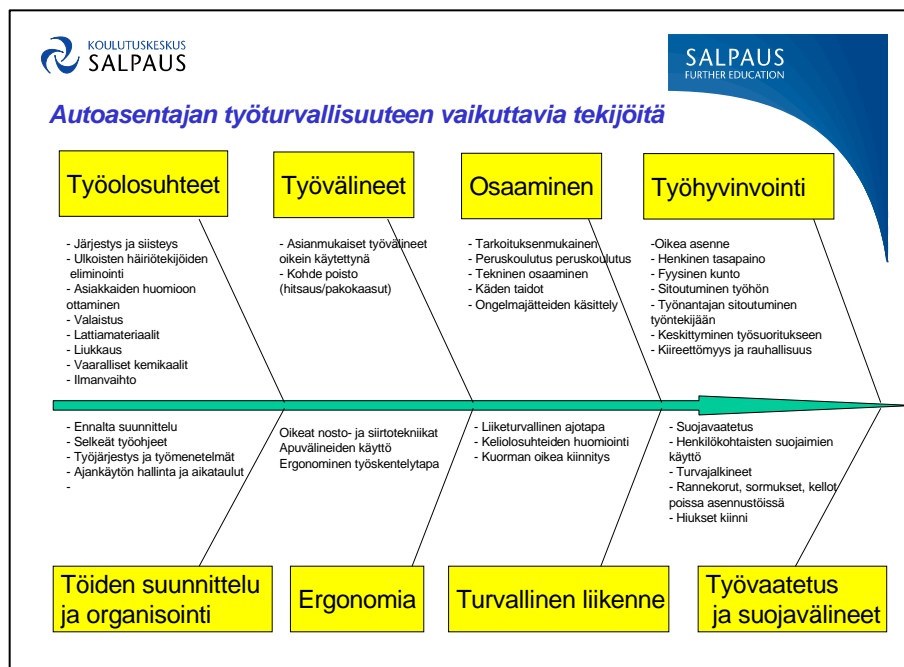 KOULUTUSKESKUS
SALPAUS
SALPAUS
FURTHER EDUCATION
Autoasentajan työturvallisuuteen vaikuttavia tekijöitä
Työolosuhteet
Työvälineet
Osaaminen
Työhyvinvointi
- Järjestys ja siisteys
- Ulkoisten häiriötekijöiden
eliminointi
- Asiakkaiden huomioon
ottaminen
- Valaistus
- Lattiamateriaalit
- Liukkaus
- Vaaralliset kemikaalit
- Ilmanvaihto
- Asianmukaiset työvälineet
oikein käytettynä
- Kohde poisto
(hitsaus/pakokaasut)
- Tarkoituksenmukainen
- Peruskoulutus peruskoulutus
- Tekninen osaaminen
- Käden taidot
- Ongelmajätteiden käsittely
-Oikea asenne
- Henkinen tasapaino
- Fyysinen kunto
- Sitoutuminen työhön
- Työnantajan sitoutuminen
työntekijään
- Keskittyminen työsuoritukseen
- Kiireettömyys ja rauhallisuus
- Ennalta suunnittelu
- Selkeät työohjeet
- Työjärjestys ja työmenetelmät
- Ajankäytön hallinta ja aikataulut
-
Oikeat nosto- ja siirtotekniikat
Apuvälineiden käyttö
Ergonominen työskentelytapa
- Liiketurvallinen ajotapa
- Keliolosuhteiden huomiointi
- Kuorman oikea kiinnitys
- Suojavaatetus
- Henkilökohtaisten suojaimien
käyttö
- Turvajalkineet
- Rannekorut, sormukset, kellot
poissa asennustöissä
- Hiukset kiinni
Töiden suunnittelu
ja organisointi
Ergonomia
Turvallinen liikenne
Työvaatetus
ja suojavälineet